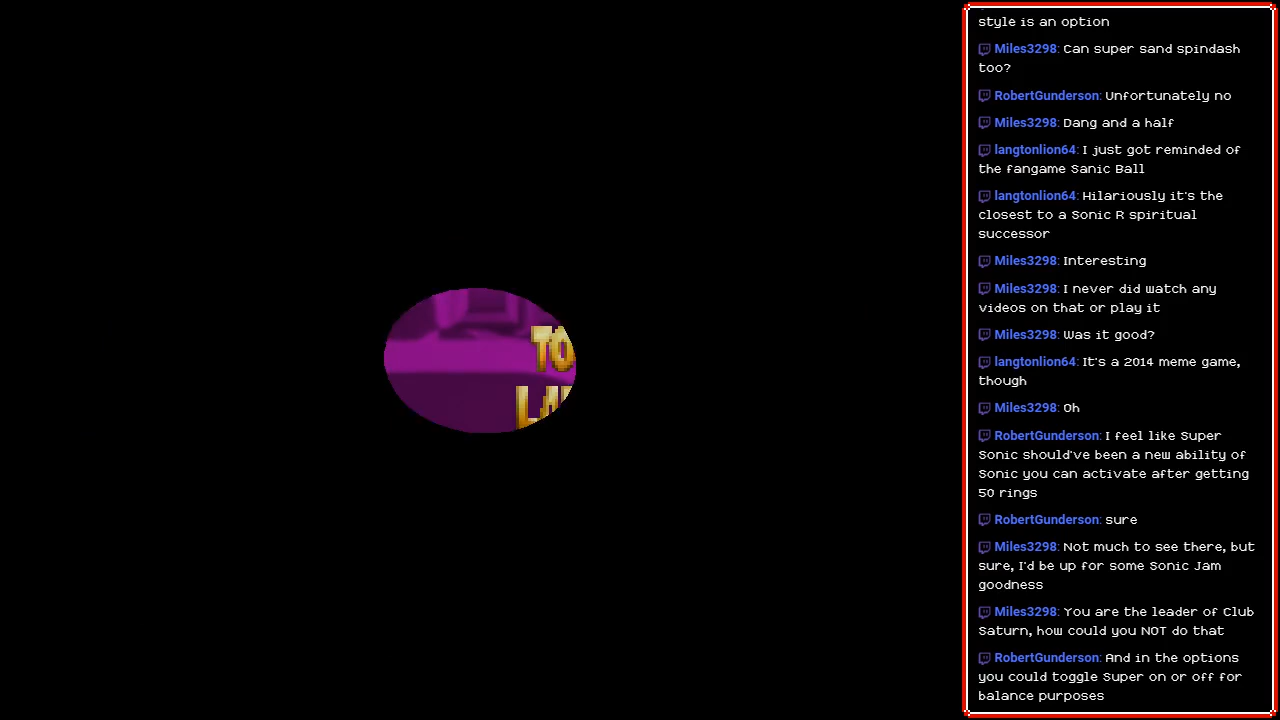 TO
style is an option
Miles3298: Can super sand spindash
too?
RobertGunderson: Unfortunately no
Miles3298: Dang and a half
langtonlion64: I just got reminded of
the fangame Sanic Ball
langtonlion64: Hilariously it's the
closest to a Sonic R spiritual
successor
Miles3298: Interesting
Miles3298: I never did watch any
videos on that or play it
Miles3298: Was it good?
langtonlion64: It's a 2014 meme game,
though
Miles3298: Oh
RobertGunderson: I feel like Super
Sonic should've been a new ability of
Sonic you can activate after getting
50 rings
RobertGunderson: sure
Miles3298: Not much to see there, but
sure, I'd be up for some Sonic Jam
goodness
Miles3298: You are the leader of Club
Saturn, how could you NOT do that
RobertGunderson: And in the options
you could toggle Super on or off for
balance purposes